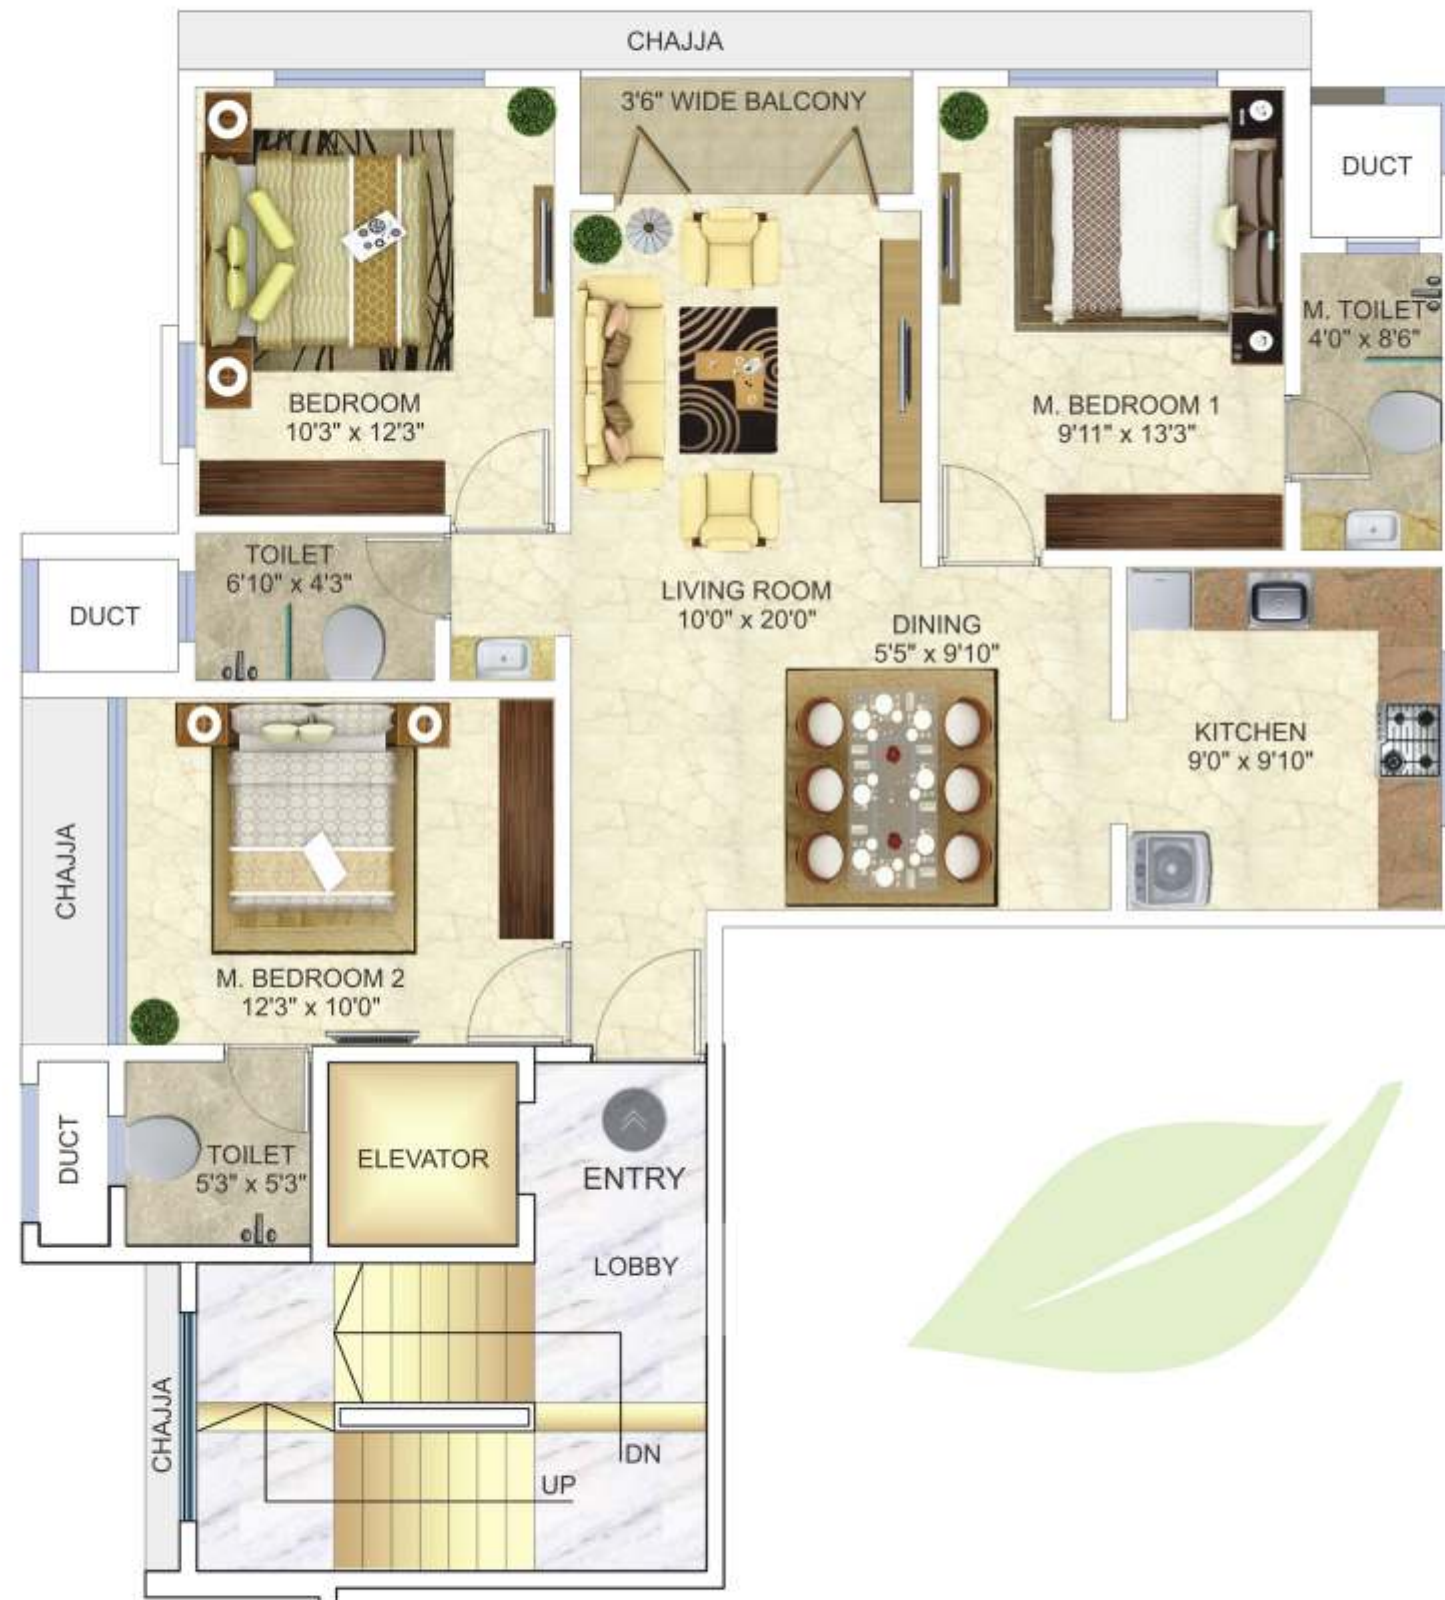 CHAJJA
3'6" WIDE BALCONY
DUCT
M. TOILET
4'0" x 8'6"
BEDROOM
10'3" x 12'3"
M. BEDROOM 1
9'11" x 13'3"
TOILET
6'10" x 4'3"
DUCT
LIVING ROOM
10'0" x 20'0"
DINING
5'5" x 9'10"
KITCHEN
9'0" x 9'10"
CHAJJA
M. BEDROOM 2
12'3" x 10'0"
DUCT
TOILET
5'3" x 5'3"
ELEVATOR
ENTRY
LOBBY
CHAJJA
DN
UP